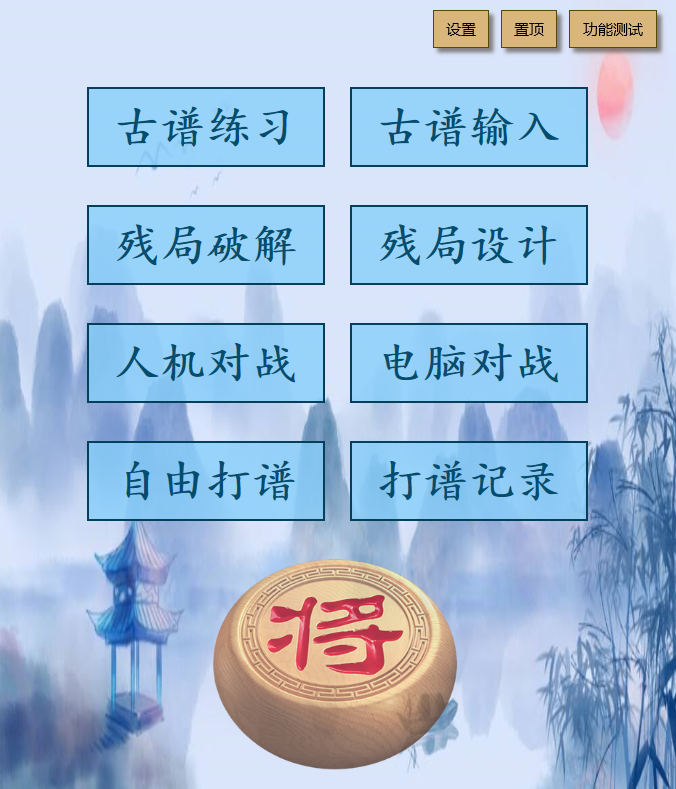 设置 置顶 功能测试
古谱练习 古谱输入
残局破解 残局设计
人机对战 电脑对战
自由打谱 打谱记录
将